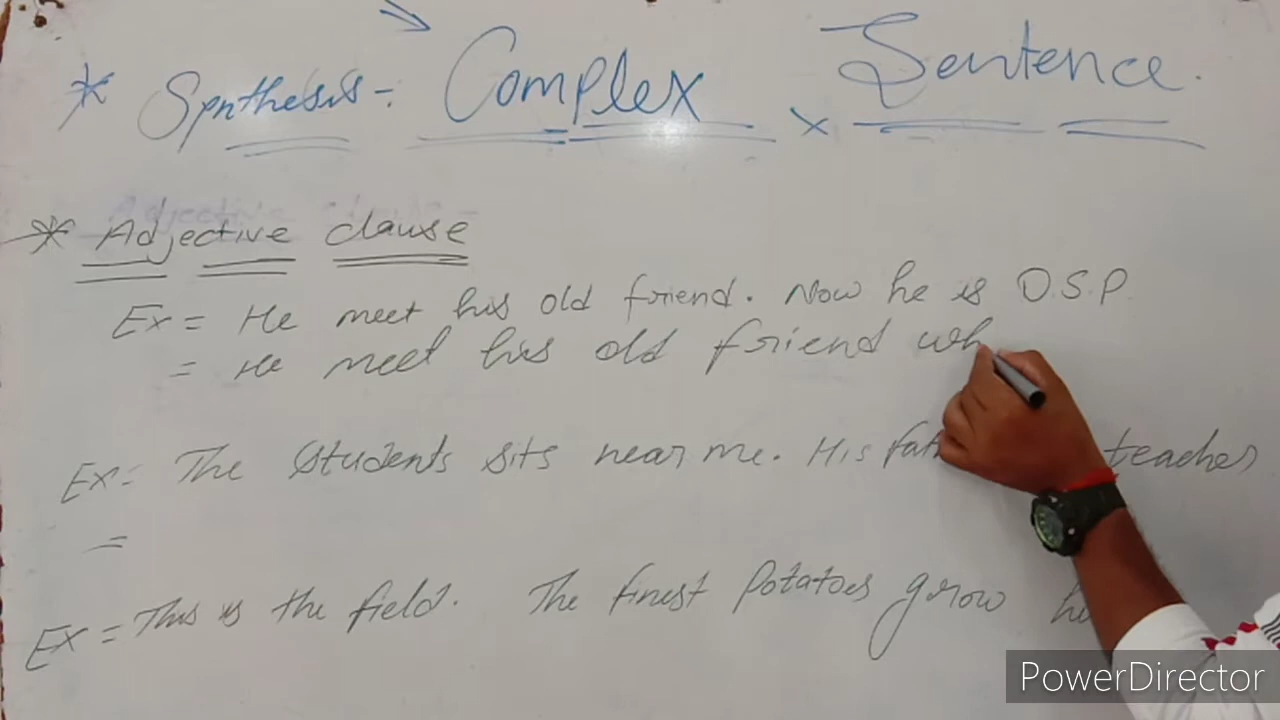 * Synthesis-: Complex Sentence.
* Adjective clause
Ex = He meet his old friend. Now he is D.S.P
= He meet his old friend wh
Ex = The Students sits near me. His fat teacher
=
Ex = This is the field. The finest Potatoes grow he
PowerDirector